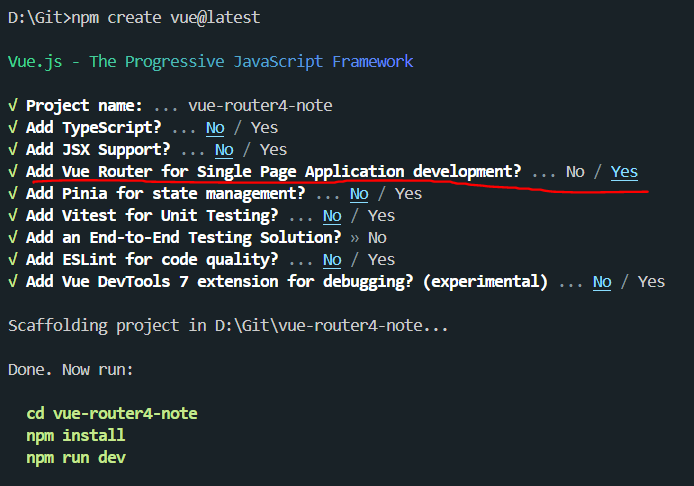 D:\Git>npm create vue@latest
Vue.js - The Progressive JavaScript Framework
√ Project name: ... vue-router4-note
√ Add TypeScript? ... No / Yes
√ Add JSX Support? ... No / Yes
√ Add Vue Router for Single Page Application development? ... No / Yes
√ Add Pinia for state management? ... No / Yes
√ Add Vitest for Unit Testing? ... No / Yes
√ Add an End-to-End Testing Solution? » No
√ Add ESLint for code quality? ... No / Yes
√ Add Vue DevTools 7 extension for debugging? (experimental) ... No / Yes
Scaffolding project in D:\Git\vue-router4-note...
Done. Now run:
cd vue-router4-note
npm install
npm run dev